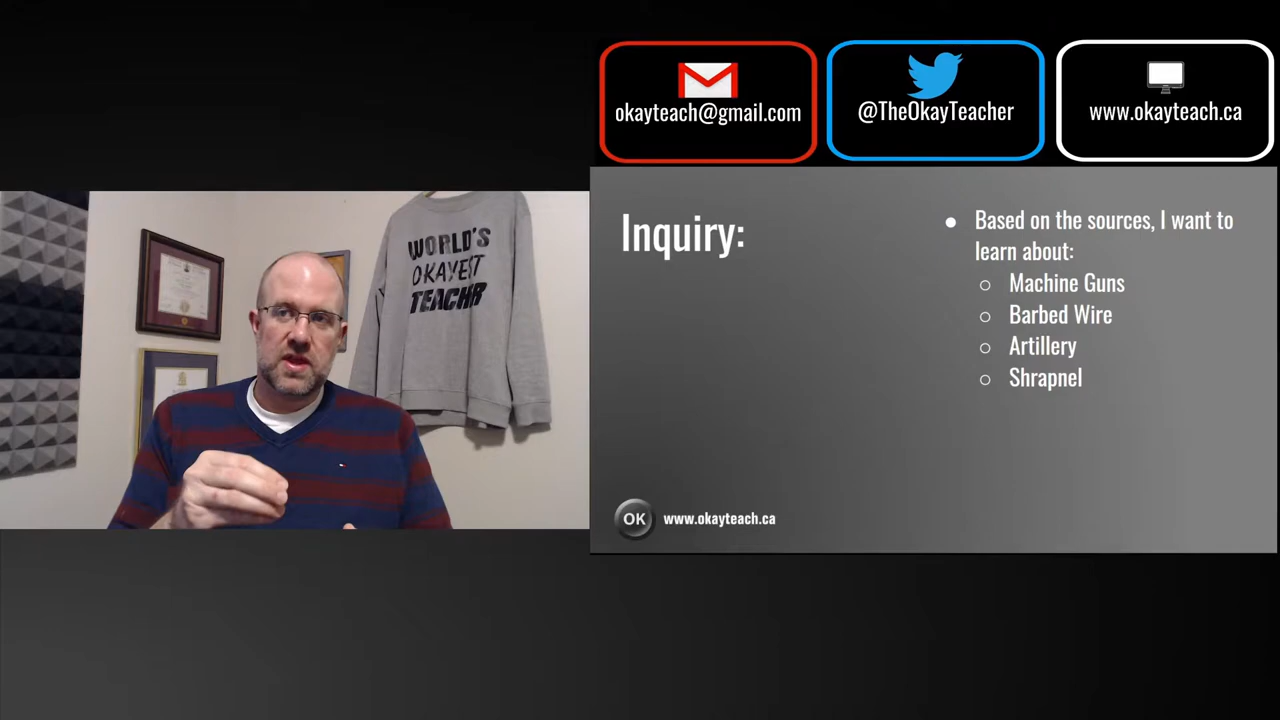 okayteach@gmail.com
@TheOkayTeacher
www.okayteach.ca
WORLD'S
OKAYEST
TEACHER
Inquiry:
● Based on the sources, I want to
learn about:
○ Machine Guns
○ Barbed Wire
○ Artillery
○ Shrapnel
OK www.okayteach.ca